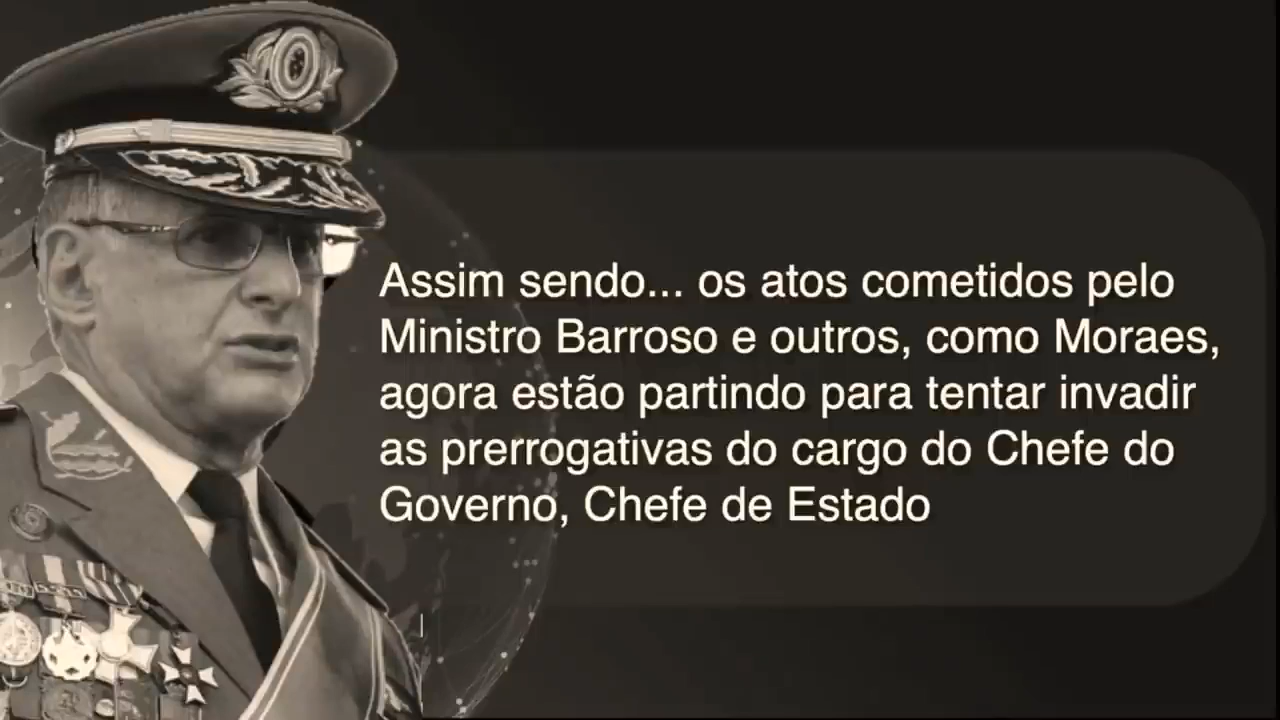 Assim sendo... os atos cometidos pelo
Ministro Barroso e outros, como Moraes,
agora estão partindo para tentar invadir
as prerrogativas do cargo do Chefe do
Governo, Chefe de Estado